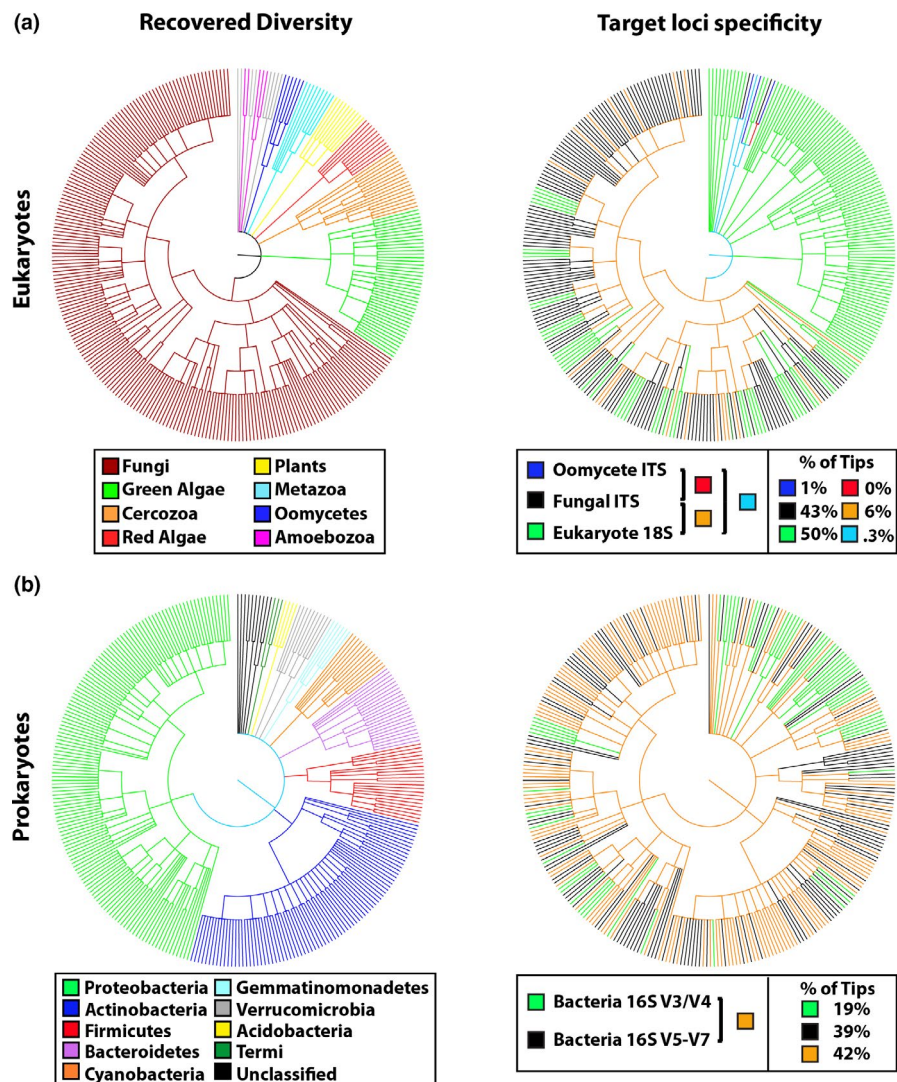 (a)
Recovered Diversity
Target loci specificity
Eukaryotes
Fungi
Green Algae
Cercozoa
Red Algae
Plants
Metazoa
Oomycetes
Amoebozoa
Oomycete ITS
Fungal ITS
Eukaryote 18S
% of Tips
1% 0%
43% 6%
50% .3%
(b)
Prokaryotes
Proteobacteria
Actinobacteria
Firmicutes
Bacteroidetes
Cyanobacteria
Gemmatinomonadetes
Verrucomicrobia
Acidobacteria
Termi
Unclassified
Bacteria 16S V3/V4
Bacteria 16S V5-V7
% of Tips
19%
39%
42%